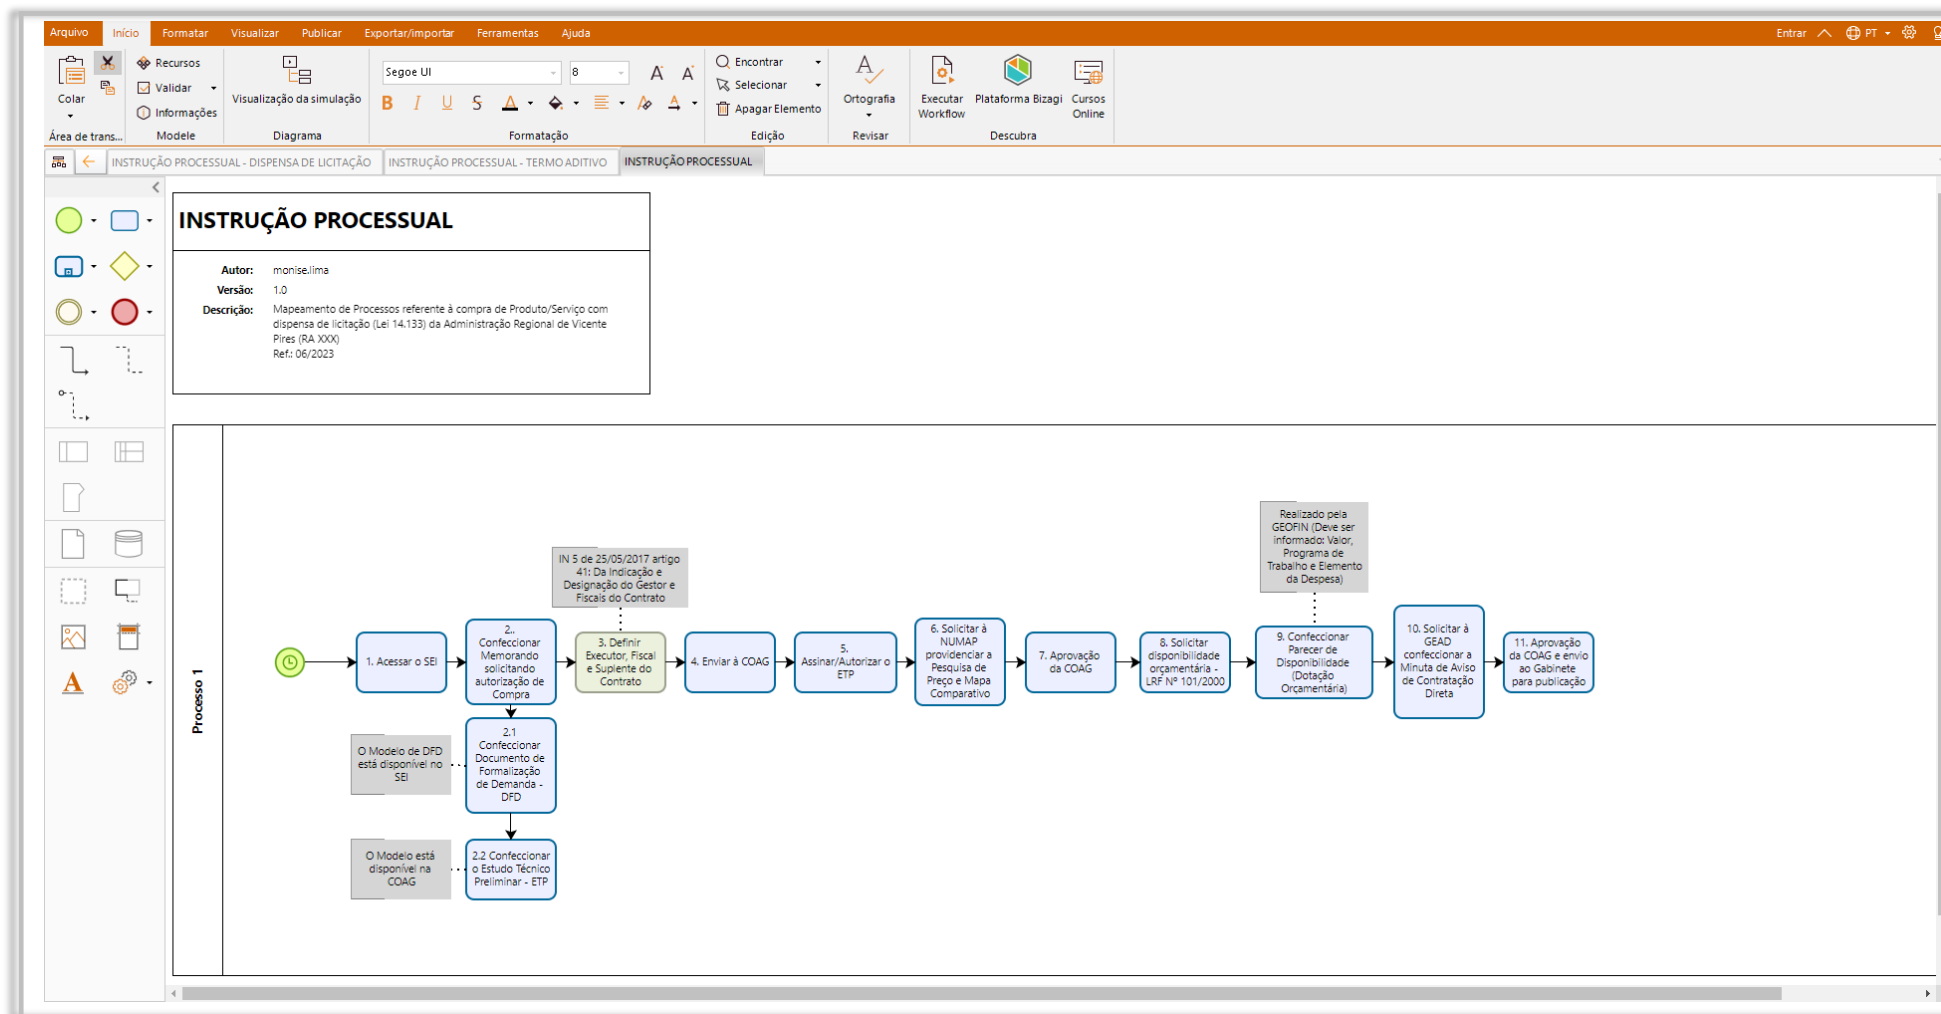 Arquivo
Início
Formatar
Visualizar
Publicar
Exportar/importar
Ferramentas
Ajuda
Entrar
PT
Colar
Área de trans...
Recursos
Validar
Informações
Modele
Visualização da simulação
Diagrama
Segoe UI
8
A A
B I U S A A
Formatação
Encontrar
Selecionar
Apagar Elemento
Edição
Ortografia
Revisar
Executar
Workflow
Plataforma Bizagi
Cursos
Online
Descubra
INSTRUÇÃO PROCESSUAL - DISPENSA DE LICITAÇÃO
INSTRUÇÃO PROCESSUAL - TERMO ADITIVO
INSTRUÇÃO PROCESSUAL
INSTRUÇÃO PROCESSUAL
Autor: monise.lima
Versão: 1.0
Descrição: Mapeamento de Processos referente à compra de Produto/Serviço com
dispensa de licitação (Lei 14.133) da Administração Regional de Vicente
Pires (RA XXX)
Ref.: 06/2023
Processo 1
1. Acessar o SEI
2..
Confeccionar
Memorando
solicitando
autorização de
Compra
2.1
Confeccionar
Documento de
Formalização
de Demanda -
DFD
O Modelo de DFD
está disponível no
SEI
2.2 Confeccionar
o Estudo Técnico
Preliminar - ETP
O Modelo está
disponível na
COAG
IN 5 de 25/05/2017 artigo
41: Da Indicação e
Designação do Gestor e
Fiscais do Contrato
3. Definir
Executor, Fiscal
e Suplente do
Contrato
4. Enviar à COAG
5.
Assinar/Autorizar o
ETP
6. Solicitar à
NUMAP
providenciar a
Pesquisa de
Preço e Mapa
Comparativo
7. Aprovação
da COAG
8. Solicitar
disponibilidade
orçamentária -
LRF Nº 101/2000
Realizado pela
GEOFIN (Deve ser
informado: Valor,
Programa de
Trabalho e Elemento
da Despesa)
9. Confeccionar
Parecer de
Disponibilidade
(Dotação
Orçamentária)
10. Solicitar à
GEAD
confeccionar a
Minuta de Aviso
de Contratação
Direta
11. Aprovação
da COAG e envio
ao Gabinete
para publicação
A